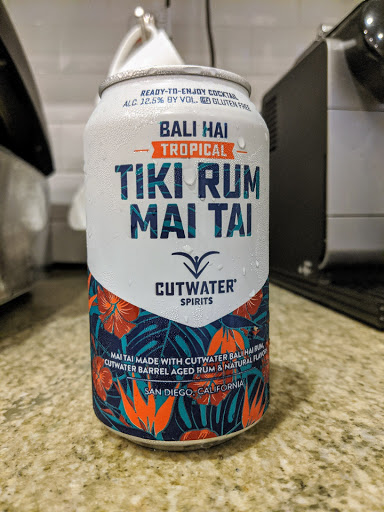 READY-TO-ENJOY COCKTAIL
ALC. 12.5% BY VOL. GF GLUTEN FREE
BALI HAI
TROPICAL
TIKI RUM
MAI TAI
CUTWATER®
SPIRITS
MAI TAI MADE WITH CUTWATER BALI HAI RUM,
CUTWATER BARREL AGED RUM & NATURAL FLAVOR
SAN DIEGO, CALIFORNIA